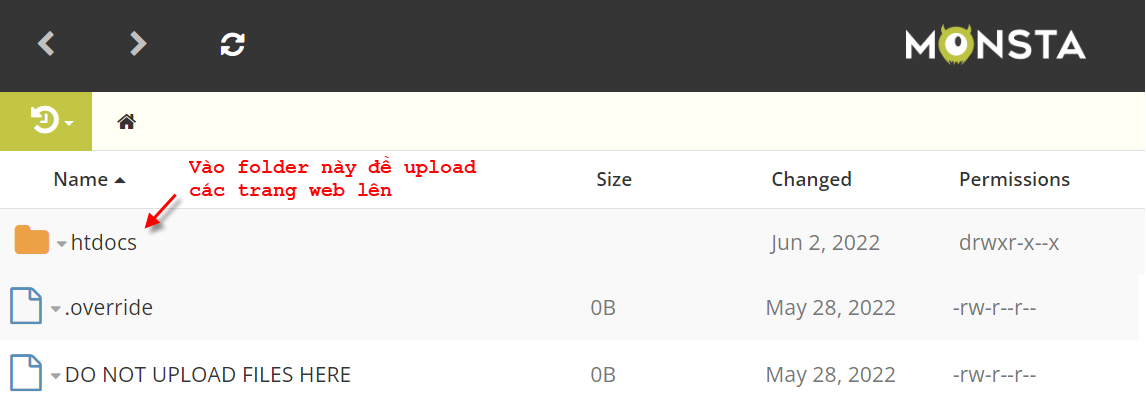 MONSTA
Vào folder này đề upload
các trang web lên
Name Size Changed Permissions
htdocs Jun 2, 2022 drwxr-x--x
.override 0B May 28, 2022 -rw-r--r--
DO NOT UPLOAD FILES HERE 0B May 28, 2022 -rw-r--r--